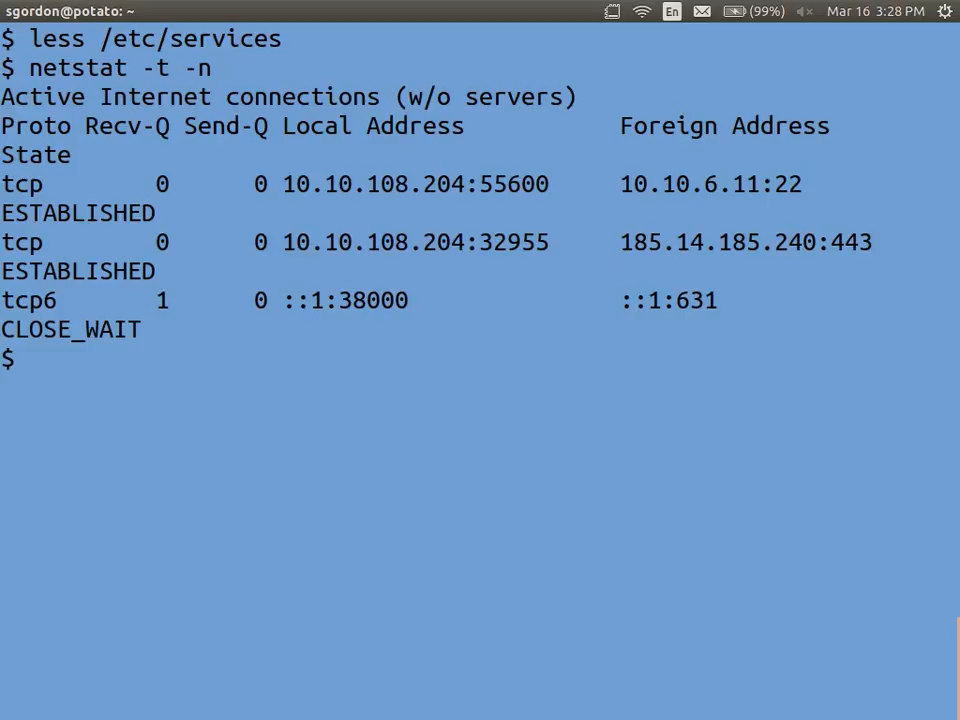 sgordon@potato: ~ En (99%) Mar 16 3:28 PM
$ less /etc/services
$ netstat -t -n
Active Internet connections (w/o servers)
Proto Recv-Q Send-Q Local Address           Foreign Address
State
tcp        0      0 10.10.108.204:55600     10.10.6.11:22
ESTABLISHED
tcp        0      0 10.10.108.204:32955     185.14.185.240:443
ESTABLISHED
tcp6       1      0 ::1:38000               ::1:631
CLOSE_WAIT
$